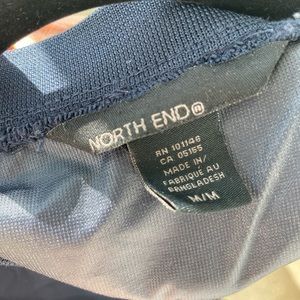 NORTH END®
RN 101148
CA 05155
MADE IN/
FABRIQUE AU
BANGLADESH
M/M